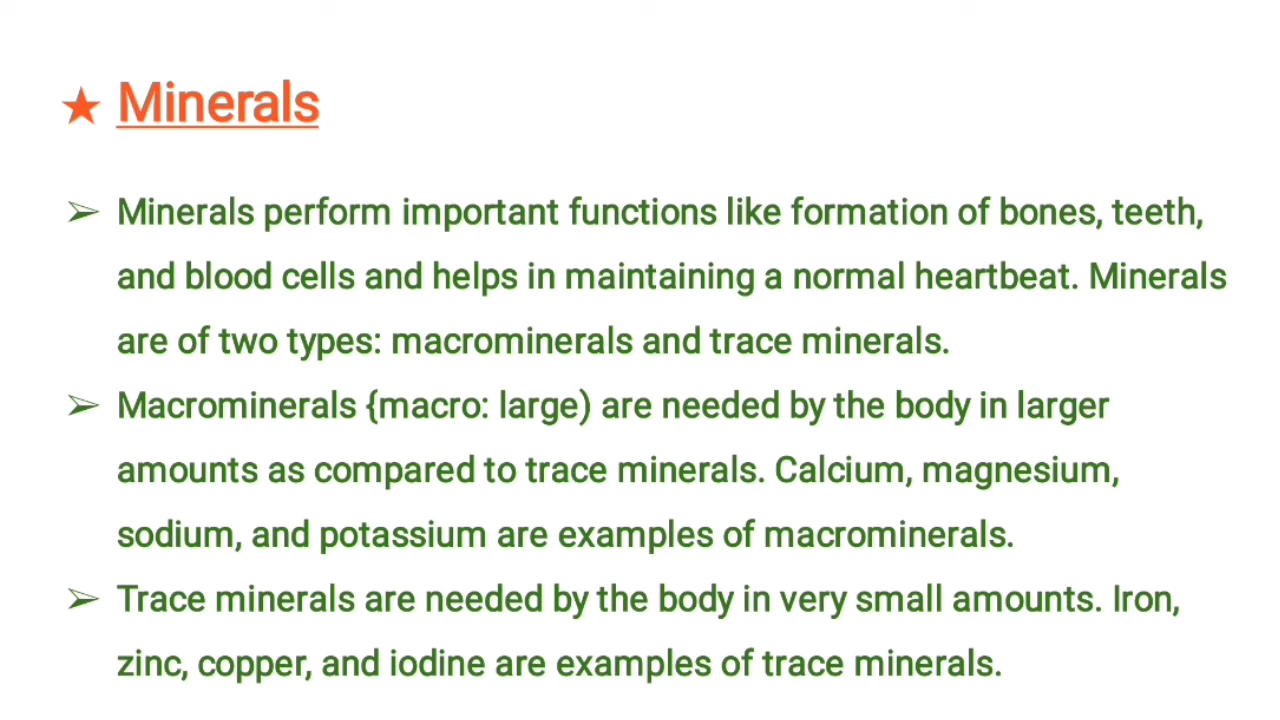 ★ Minerals
➢ Minerals perform important functions like formation of bones, teeth,
and blood cells and helps in maintaining a normal heartbeat. Minerals
are of two types: macrominerals and trace minerals.
➢ Macrominerals {macro: large) are needed by the body in larger
amounts as compared to trace minerals. Calcium, magnesium,
sodium, and potassium are examples of macrominerals.
➢ Trace minerals are needed by the body in very small amounts. Iron,
zinc, copper, and iodine are examples of trace minerals.